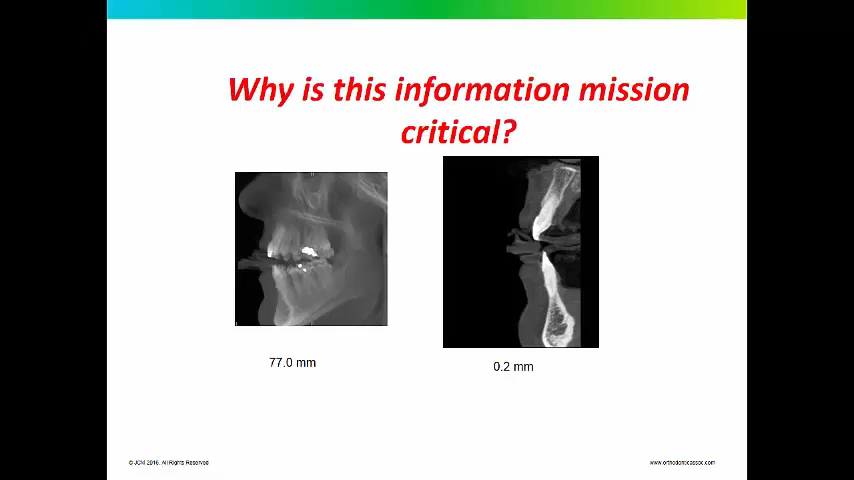 Why is this information mission
critical?
77.0 mm
0.2 mm
© JCM 2016. All Rights Reserved
www.orthodonticassoc.com